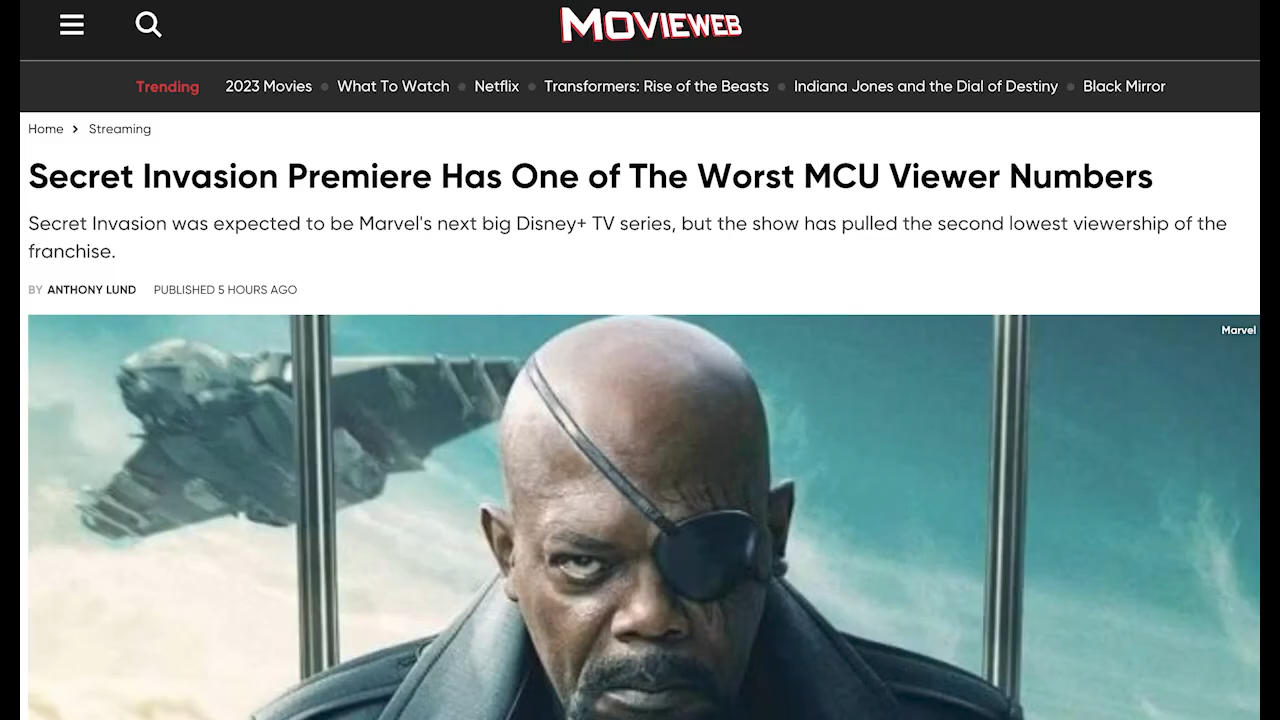 MOVIEWEB
Trending 2023 Movies What To Watch Netflix Transformers: Rise of the Beasts Indiana Jones and the Dial of Destiny Black Mirror
Home Streaming
Secret Invasion Premiere Has One of The Worst MCU Viewer Numbers
Secret Invasion was expected to be Marvel's next big Disney+ TV series, but the show has pulled the second lowest viewership of the
franchise.
BY ANTHONY LUND PUBLISHED 5 HOURS AGO
Marvel